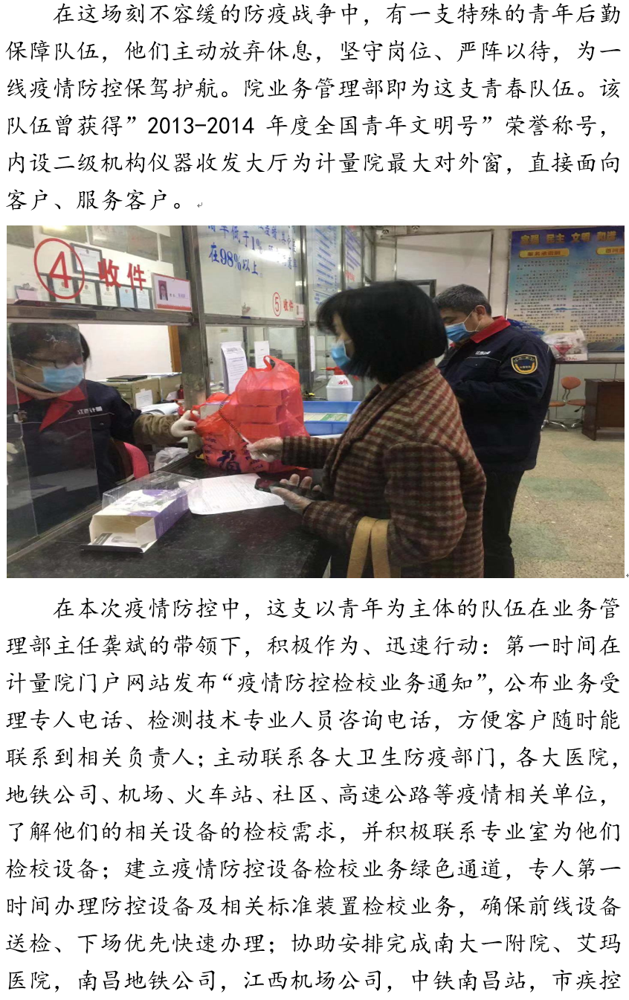 在这场刻不容缓的防疫战争中，有一支特殊的青年后勤
保障队伍，他们主动放弃休息，坚守岗位、严阵以待，为一
线疫情防控保驾护航。院业务管理部即为这支青春队伍。该
队伍曾获得”2013-2014 年度全国青年文明号”荣誉称号，
内设二级机构仪器收发大厅为计量院最大对外窗，直接面向
客户、服务客户。
④ 收件
低于1%
在98%以上。
⑤ 收件
富强 民主 文明 和谐
江西计量
福
在本次疫情防控中，这支以青年为主体的队伍在业务管
理部主任龚斌的带领下，积极作为、迅速行动：第一时间在
计量院门户网站发布“疫情防控检校业务通知”，公布业务受
理专人电话、检测技术专业人员咨询电话，方便客户随时能
联系到相关负责人；主动联系各大卫生防疫部门，各大医院，
地铁公司、机场、火车站、社区、高速公路等疫情相关单位，
了解他们的相关设备的检校需求，并积极联系专业室为他们
检校设备；建立疫情防控设备检校业务绿色通道，专人第一
时间办理防控设备及相关标准装置检校业务，确保前线设备
送检、下场优先快速办理；协助安排完成南大一附院、艾玛
医院，南昌地铁公司，江西机场公司，中铁南昌站，市疾控